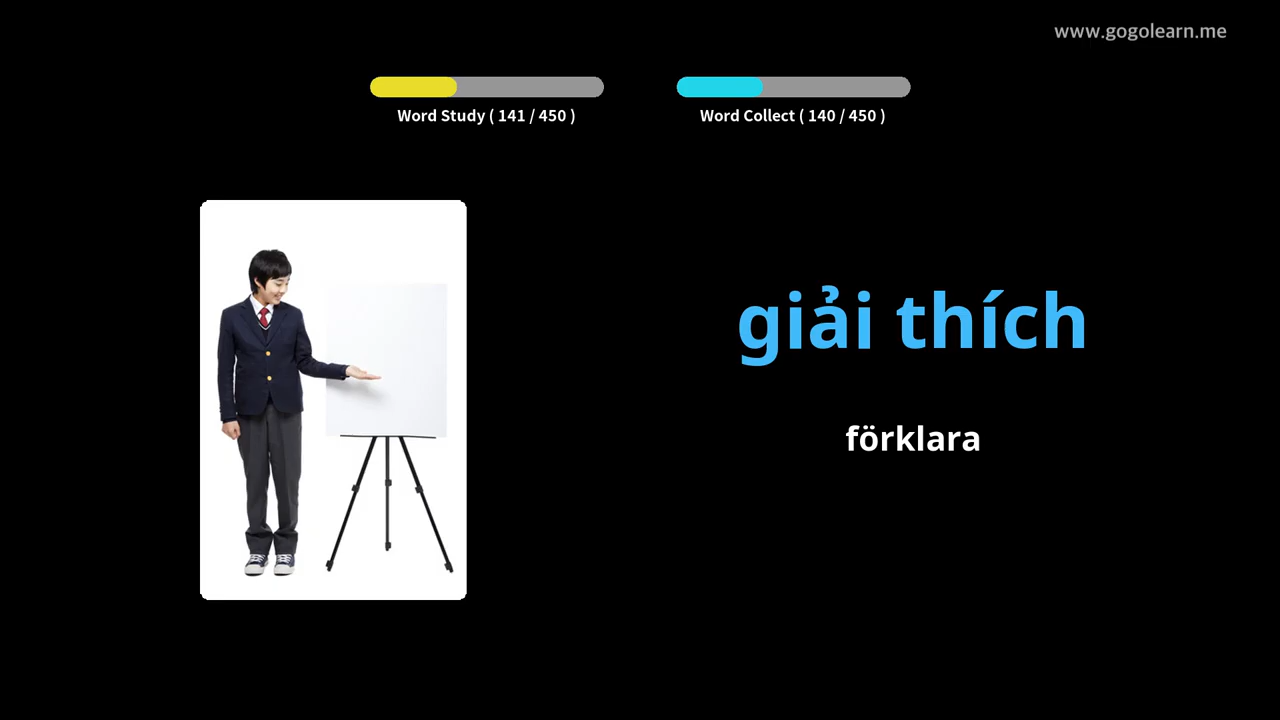 www.gogolearn.me
Word Study ( 141 / 450 )
Word Collect ( 140 / 450 )
giải thích
förklara